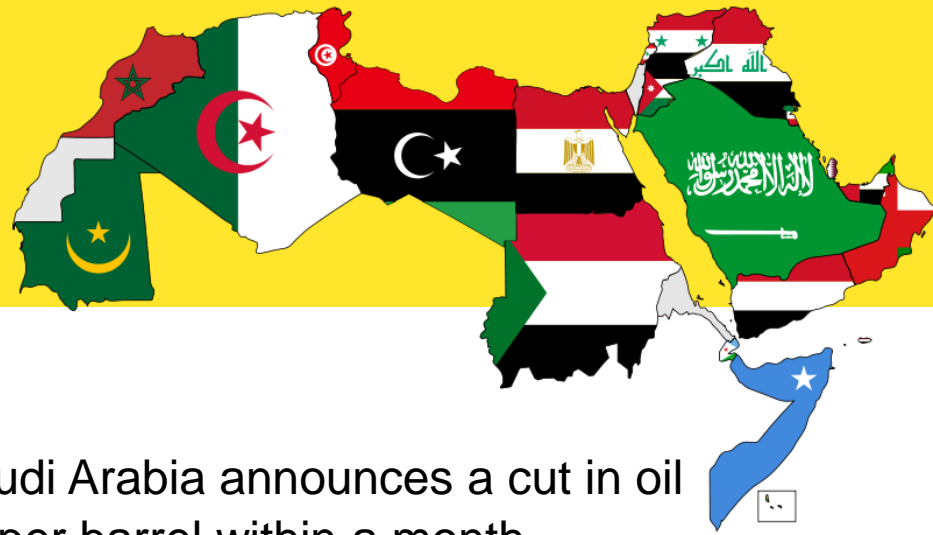 الله اكبر
لا إله إلا الله محمد رسول الله
udi Arabia announces a cut in oil
per barrel within a month